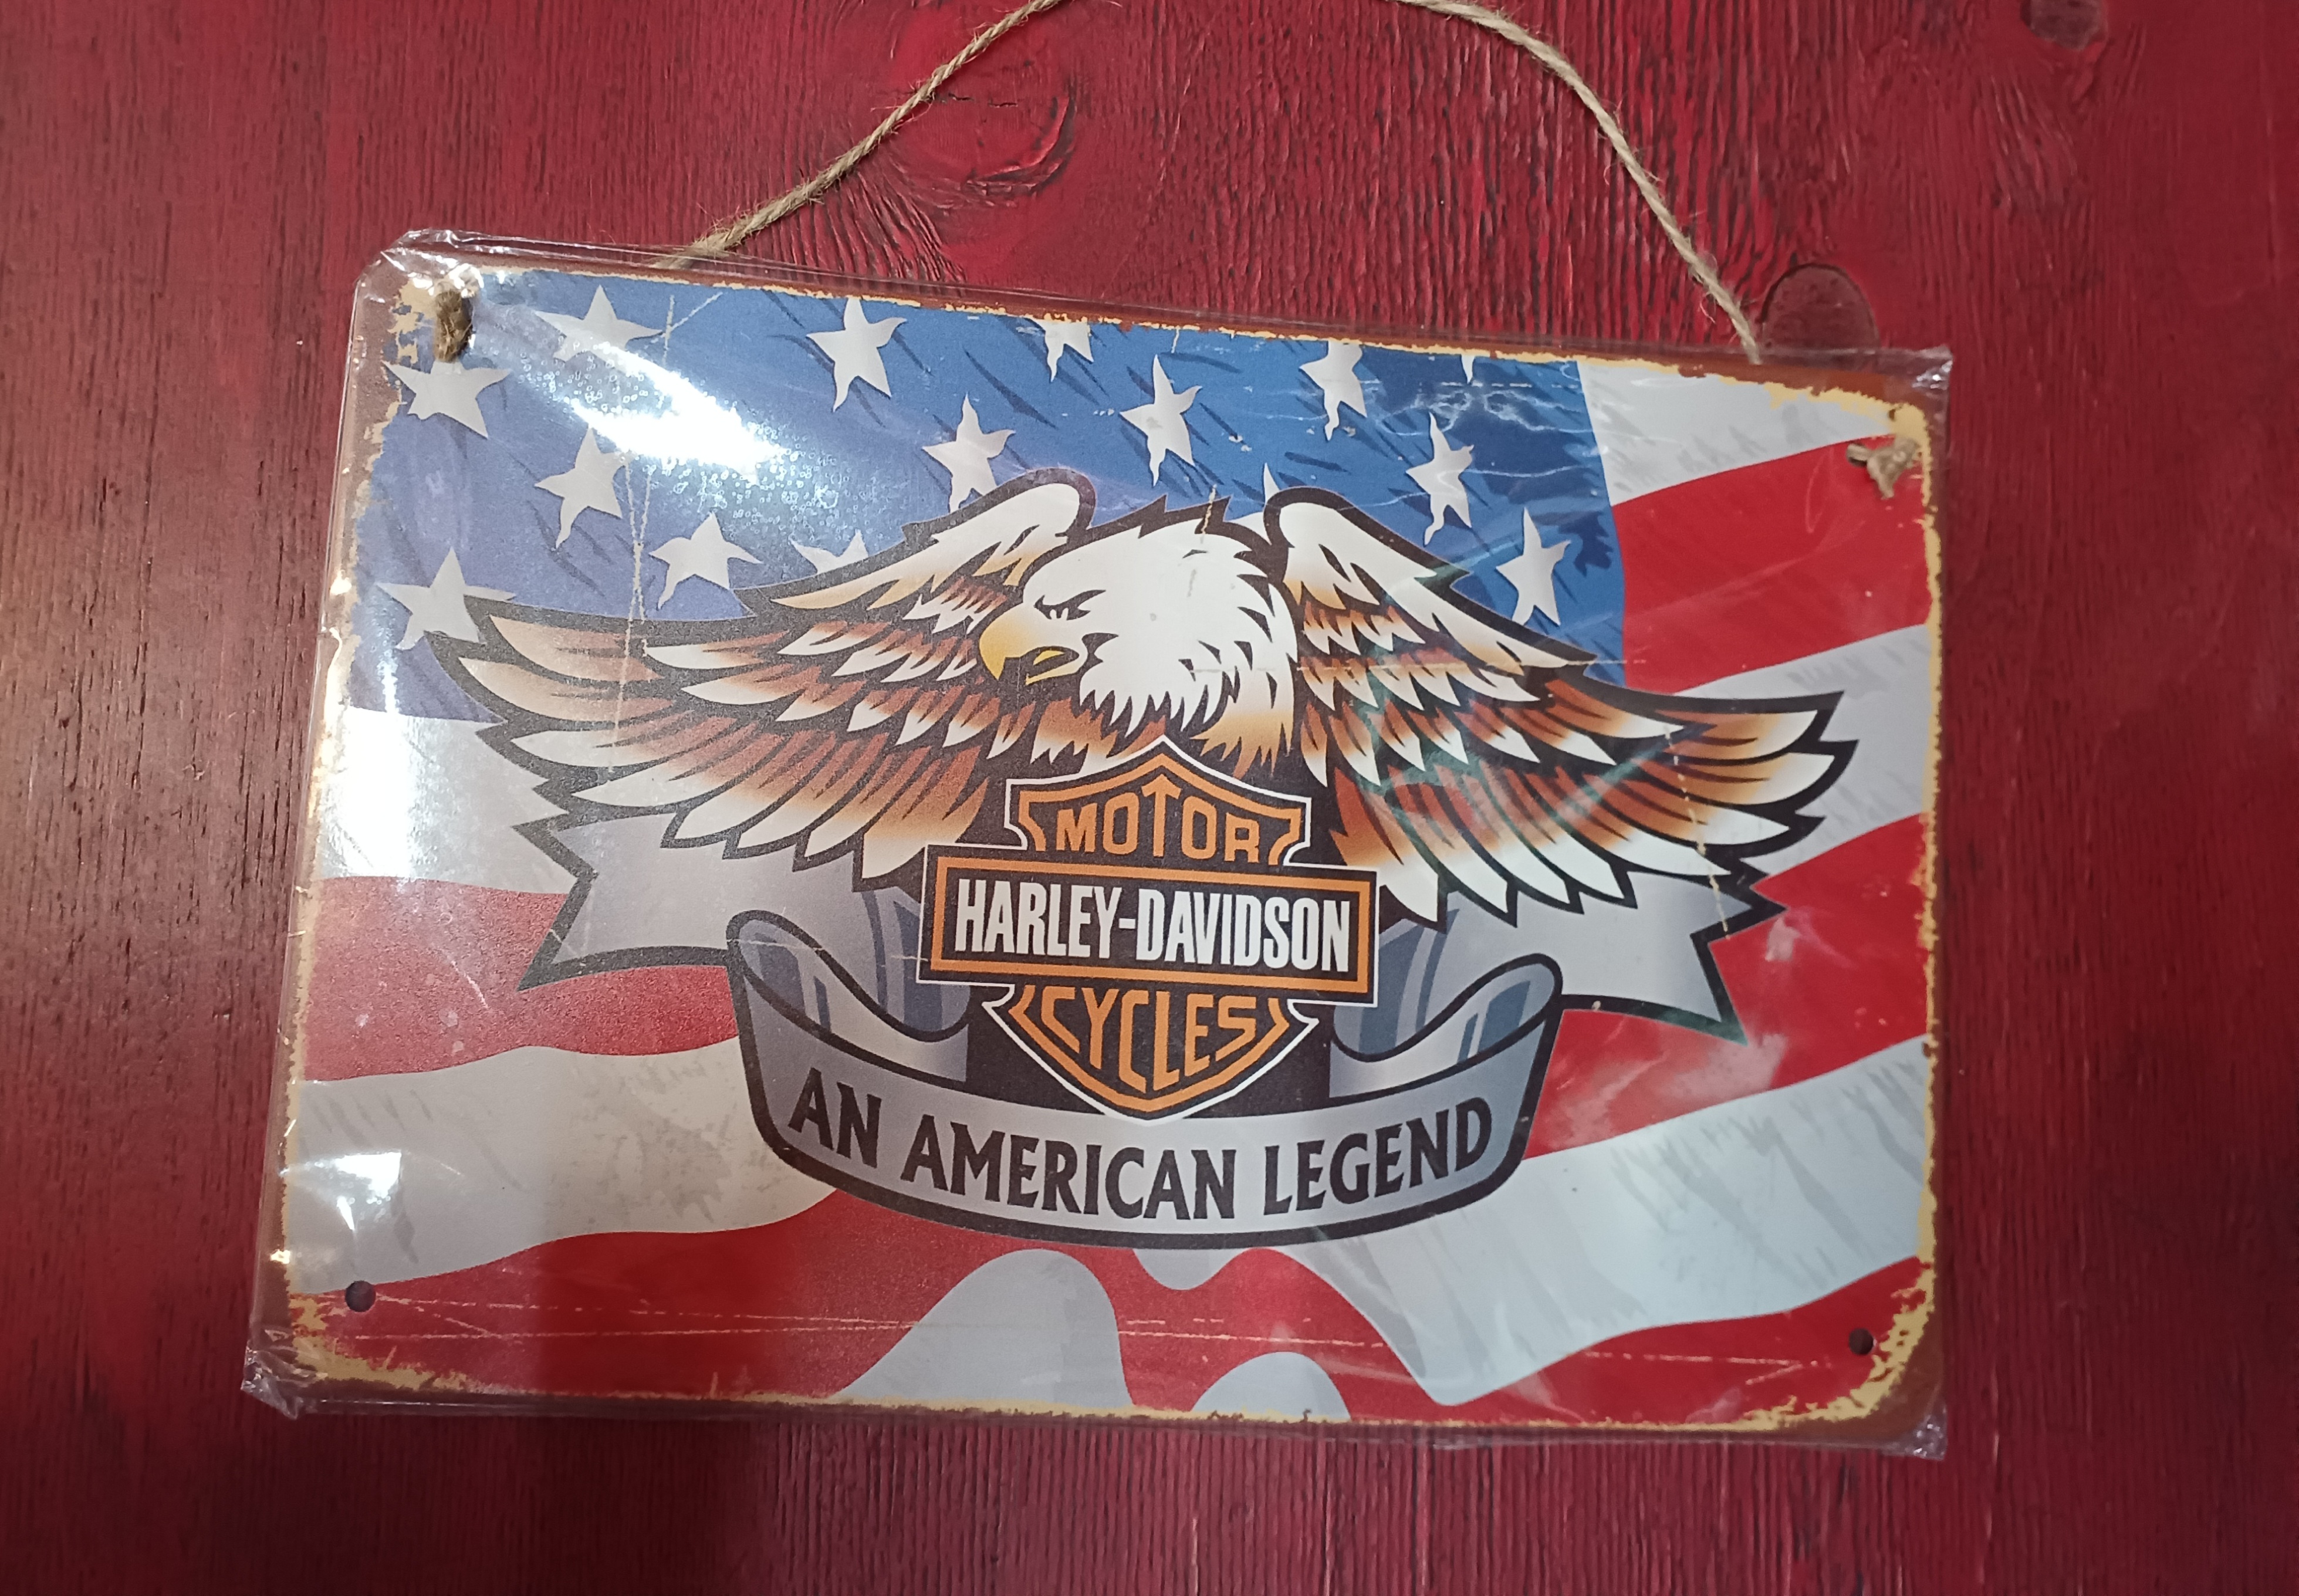 MOTOR
HARLEY-DAVIDSON
CYCLES
AN AMERICAN LEGEND